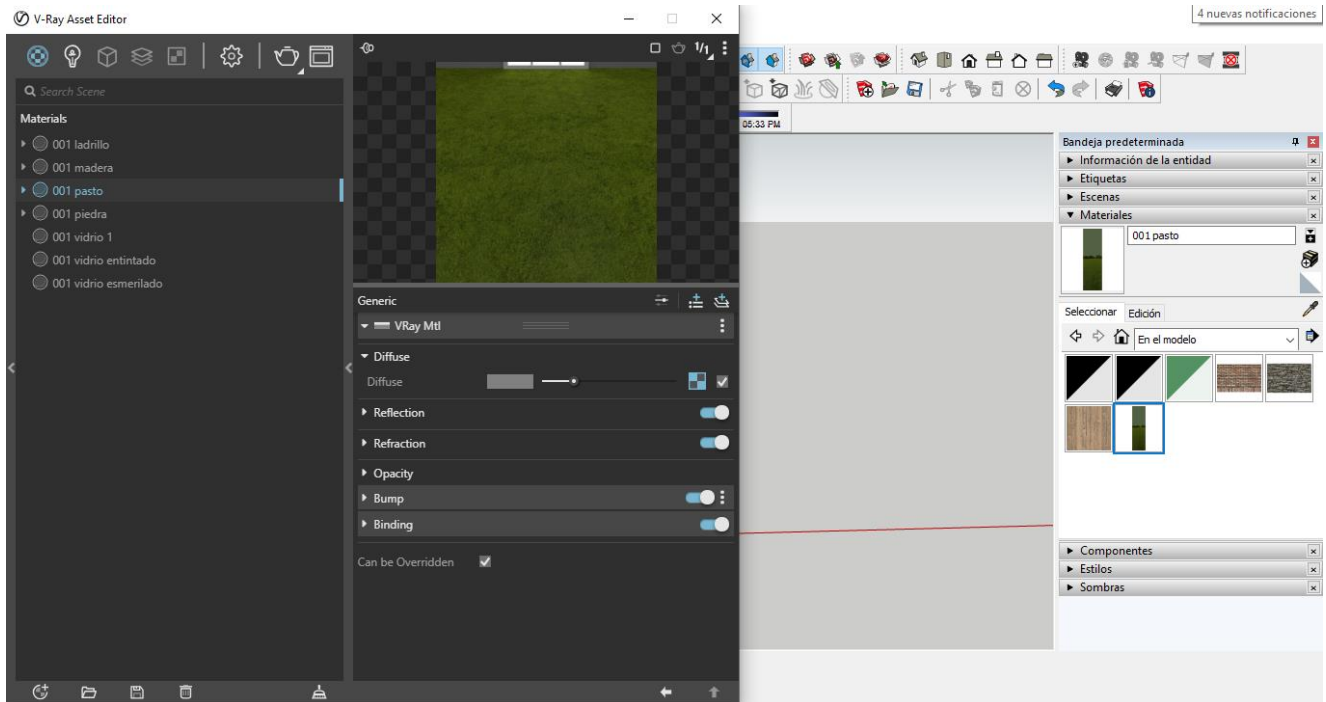 V-Ray Asset Editor
4 nuevas notificaciones
1/1
Search Scene
Materials
001 ladrillo
001 madera
001 pasto
001 piedra
001 vidrio 1
001 vidrio entintado
001 vidrio esmerilado
Generic
VRay Mtl
Diffuse
Diffuse
Reflection
Refraction
Opacity
Bump
Binding
Can be Overridden
05:33 PM
Bandeja predeterminada
Información de la entidad
Etiquetas
Escenas
Materiales
001 pasto
Seleccionar Edición
En el modelo
Componentes
Estilos
Sombras